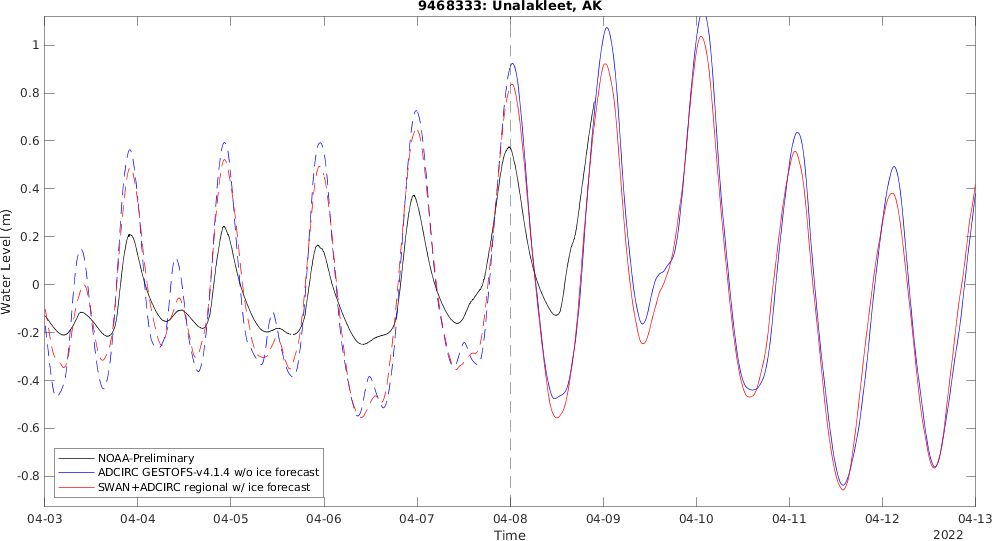 9468333: Unalakleet, AK
Water Level (m)
1
0.8
0.6
0.4
0.2
0
-0.2
-0.4
-0.6
-0.8
NOAA-Preliminary
ADCIRC GESTOFS-v4.1.4 w/o ice forecast
SWAN+ADCIRC regional w/ ice forecast
04-03 04-04 04-05 04-06 04-07 04-08 04-09 04-10 04-11 04-12 04-13
Time
2022